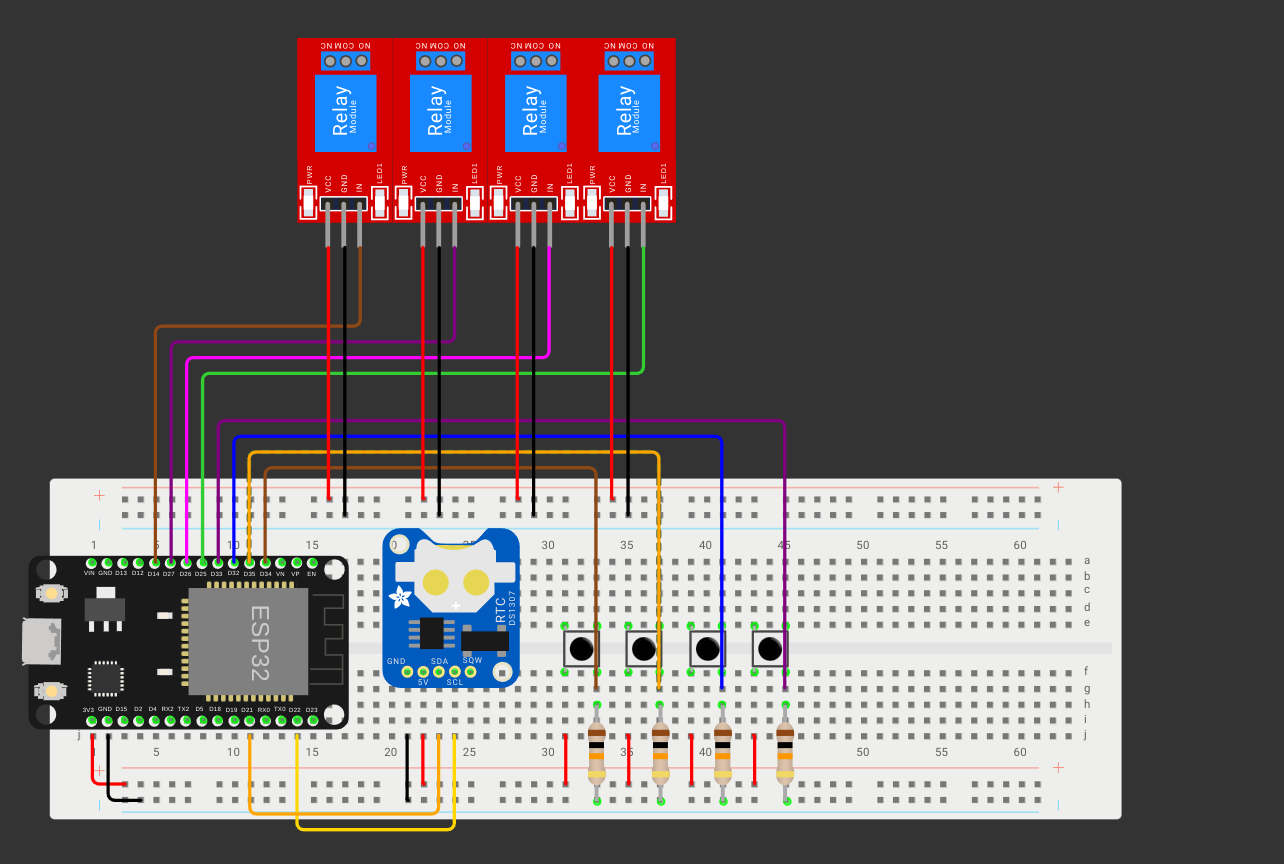 NO COM NC NO COM NC NO COM NC NO COM NC
Relay Module Relay Module Relay Module Relay Module
PWR VCC GND IN LED1 PWR VCC GND IN LED1 PWR VCC GND IN LED1 PWR VCC GND IN LED1
+ +
1 10 15 0 25 30 35 40 45 50 55 60
VIN GND D13 D12 D14 D27 D26 D25 D33 D32 D35 D34 VN VP EN
a
b
c
d
e
ESP32
RTC
DS1307
GND SDA SQW
5V SCL
f
g
h
i
j
3V3 GND D15 D2 D4 RX2 TX2 D5 D18 D19 D21 RX0 TX0 D22 D23
j
1 5 10 15 20 25 30 35 40 45 50 55 60
+ +